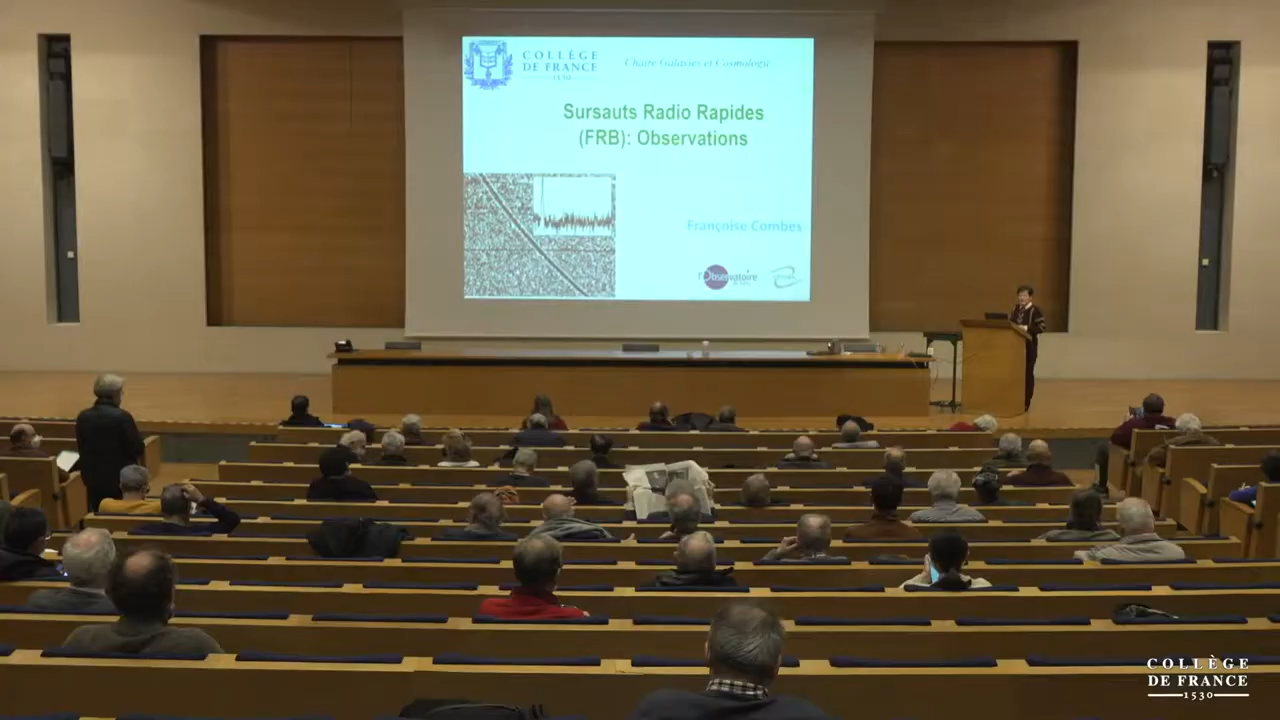 COLLÈGE
DE FRANCE
1530
Chaire Galaxies et Cosmologie
Sursauts Radio Rapides
(FRB): Observations
Françoise Combes
l'Observatoire
COLLÈGE
DE FRANCE
1530